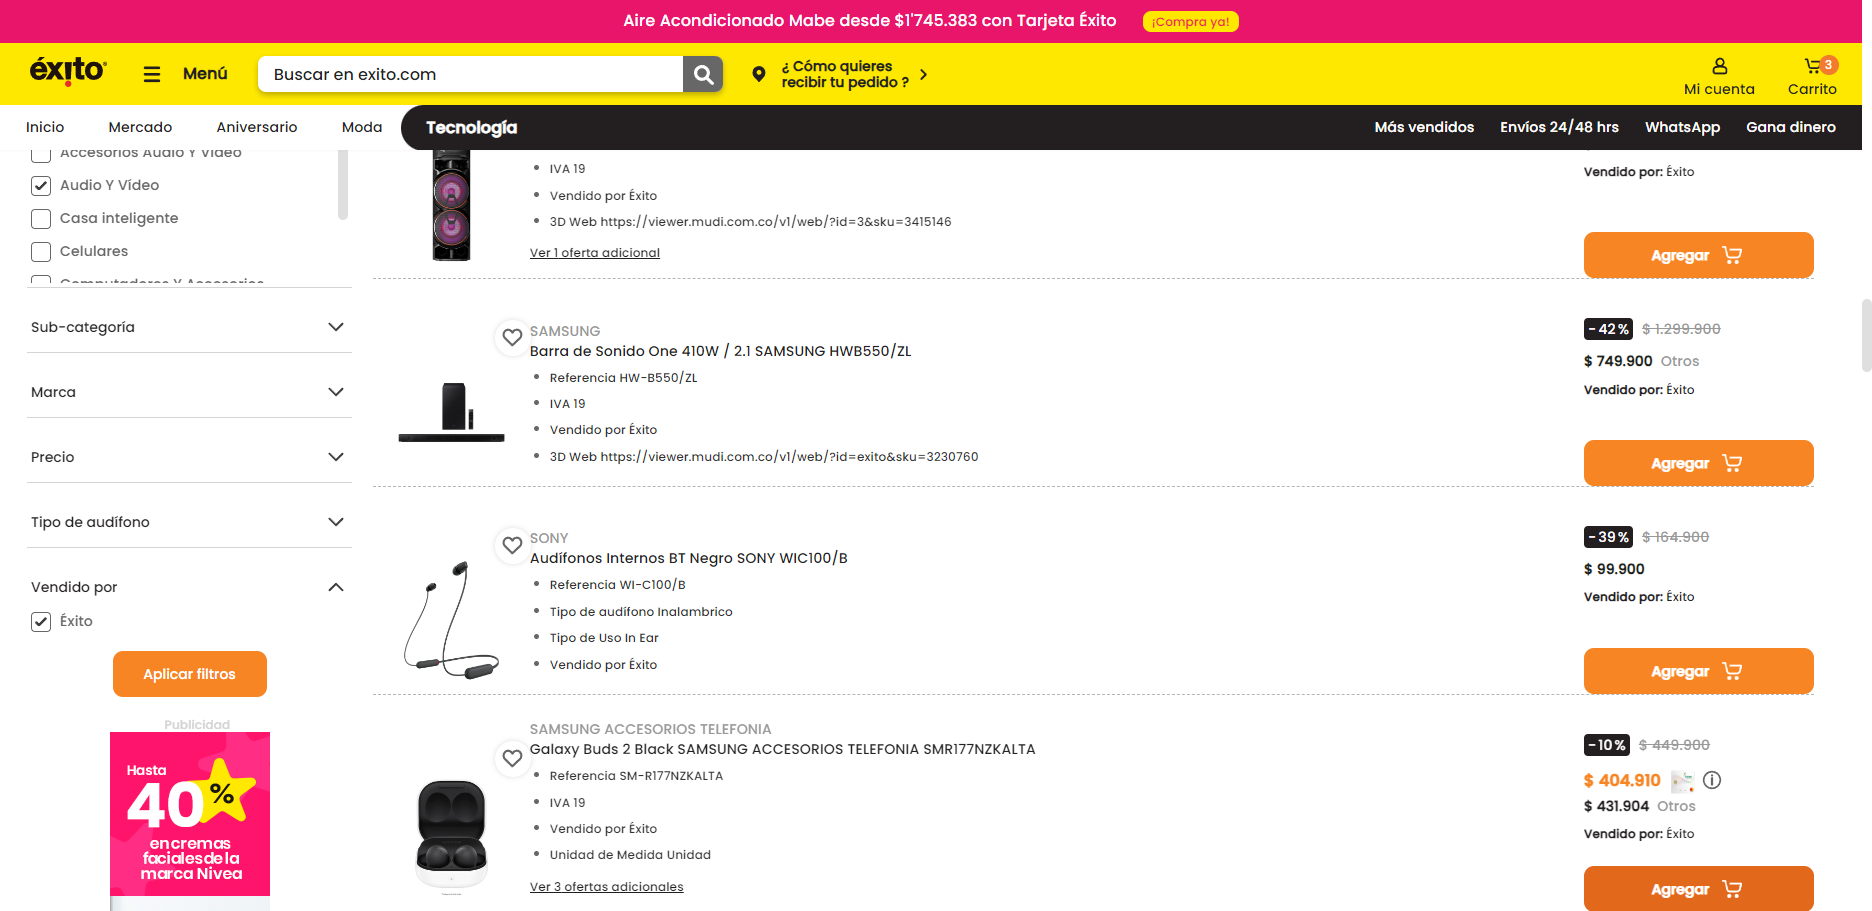 Aire Acondicionado Mabe desde $1'745.383 con Tarjeta Éxito
¡Compra ya!
éxito
Menú
Buscar en exito.com
¿ Cómo quieres
recibir tu pedido ?
Mi cuenta
3
Carrito
Inicio
Mercado
Aniversario
Moda
Tecnología
Más vendidos
Envíos 24/48 hrs
WhatsApp
Gana dinero
Accesorios Audio Y Video
Audio Y Vídeo
Casa inteligente
Celulares
Computadores Y Accesorios
Sub-categoría
Marca
Precio
Tipo de audífono
Vendido por
Éxito
Aplicar filtros
Publicidad
Hasta
40%
en cremas
faciales de la
marca Nivea
IVA 19
Vendido por Éxito
3D Web https://viewer.mudi.com.co/v1/web/?id=3&sku=3415146
Ver 1 oferta adicional
Vendido por: Éxito
Agregar
SAMSUNG
Barra de Sonido One 410W / 2.1 SAMSUNG HWB550/ZL
Referencia HW-B550/ZL
IVA 19
Vendido por Éxito
3D Web https://viewer.mudi.com.co/v1/web/?id=exito&sku=3230760
-42% $ 1.299.900
$ 749.900 Otros
Vendido por: Éxito
Agregar
SONY
Audífonos Internos BT Negro SONY WIC100/B
Referencia WI-C100/B
Tipo de audífono Inalambrico
Tipo de Uso In Ear
Vendido por Éxito
-39% $ 164.900
$ 99.900
Vendido por: Éxito
Agregar
SAMSUNG ACCESORIOS TELEFONIA
Galaxy Buds 2 Black SAMSUNG ACCESORIOS TELEFONIA SMR177NZKALTA
Referencia SM-R177NZKALTA
IVA 19
Vendido por Éxito
Unidad de Medida Unidad
Ver 3 ofertas adicionales
-10% $ 449.900
$ 404.910
$ 431.904 Otros
Vendido por: Éxito
Agregar